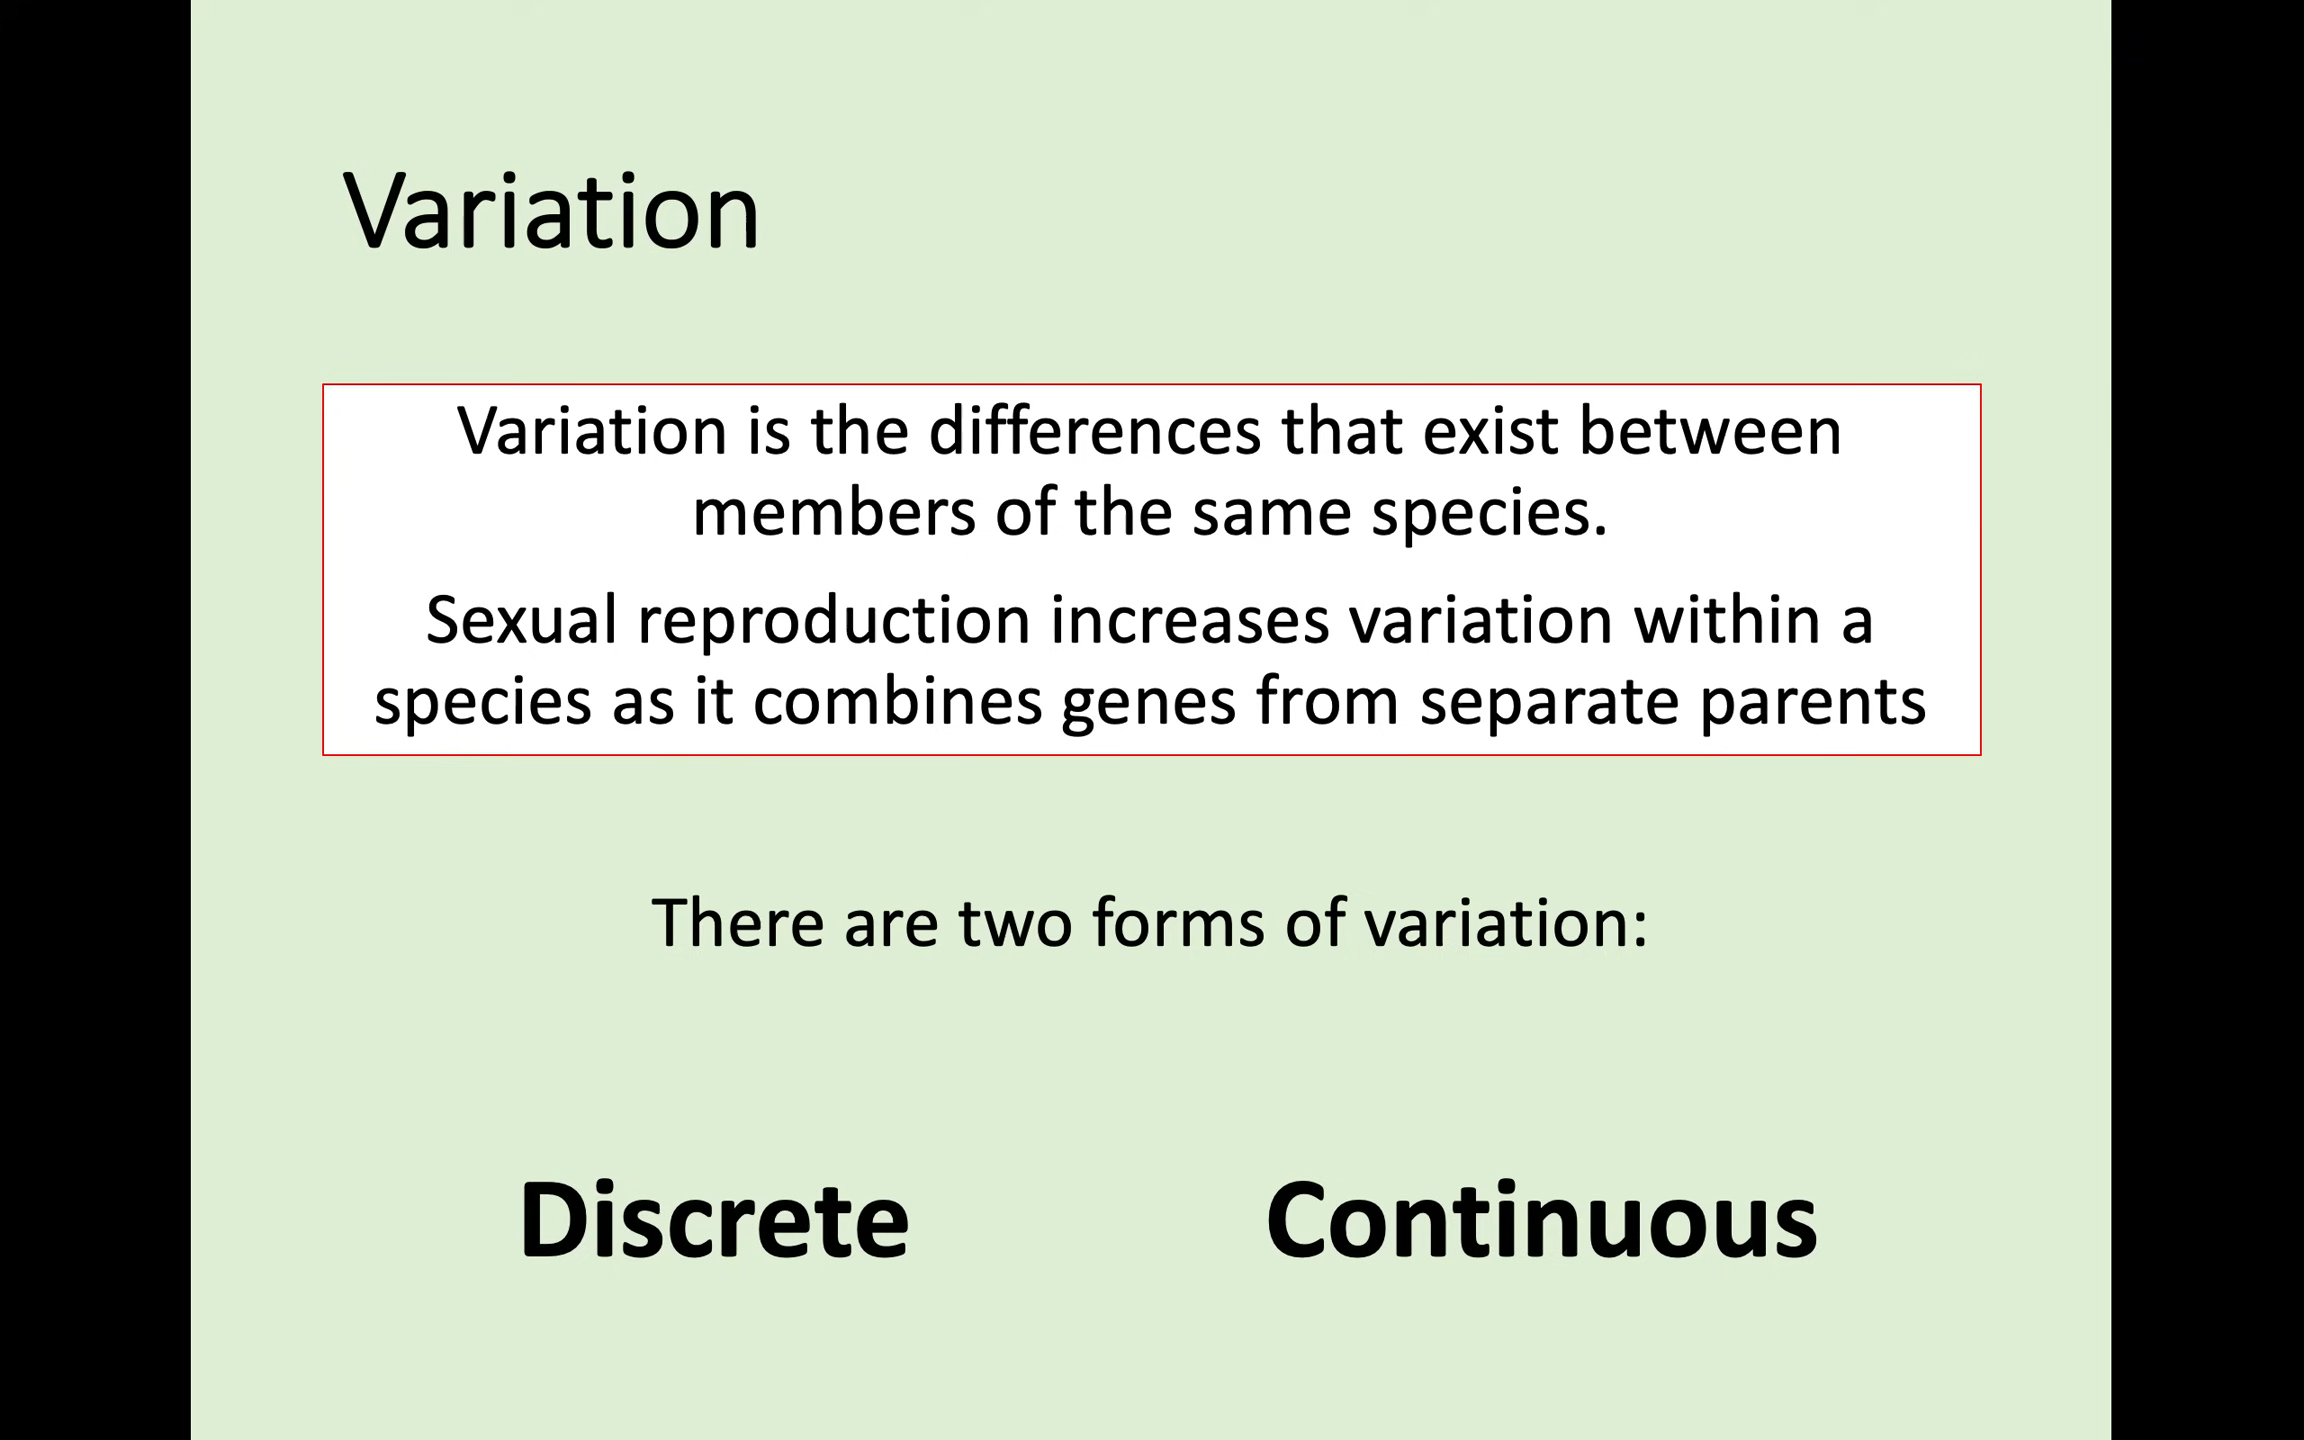 Variation
Variation is the differences that exist between
members of the same species.
Sexual reproduction increases variation within a
species as it combines genes from separate parents
There are two forms of variation:
Discrete
Continuous